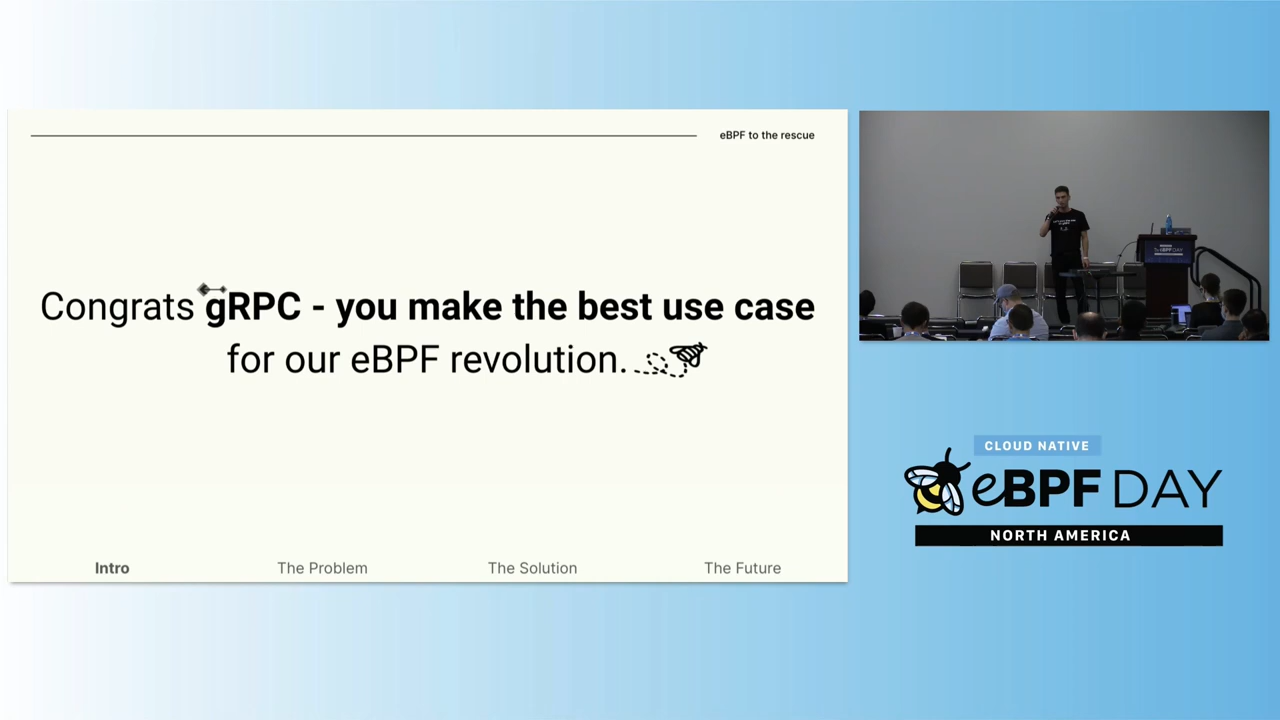 eBPF to the rescue
Congrats gRPC - you make the best use case
for our eBPF revolution.
Intro
The Problem
The Solution
The Future
CLOUD NATIVE
eBPF DAY
NORTH AMERICA